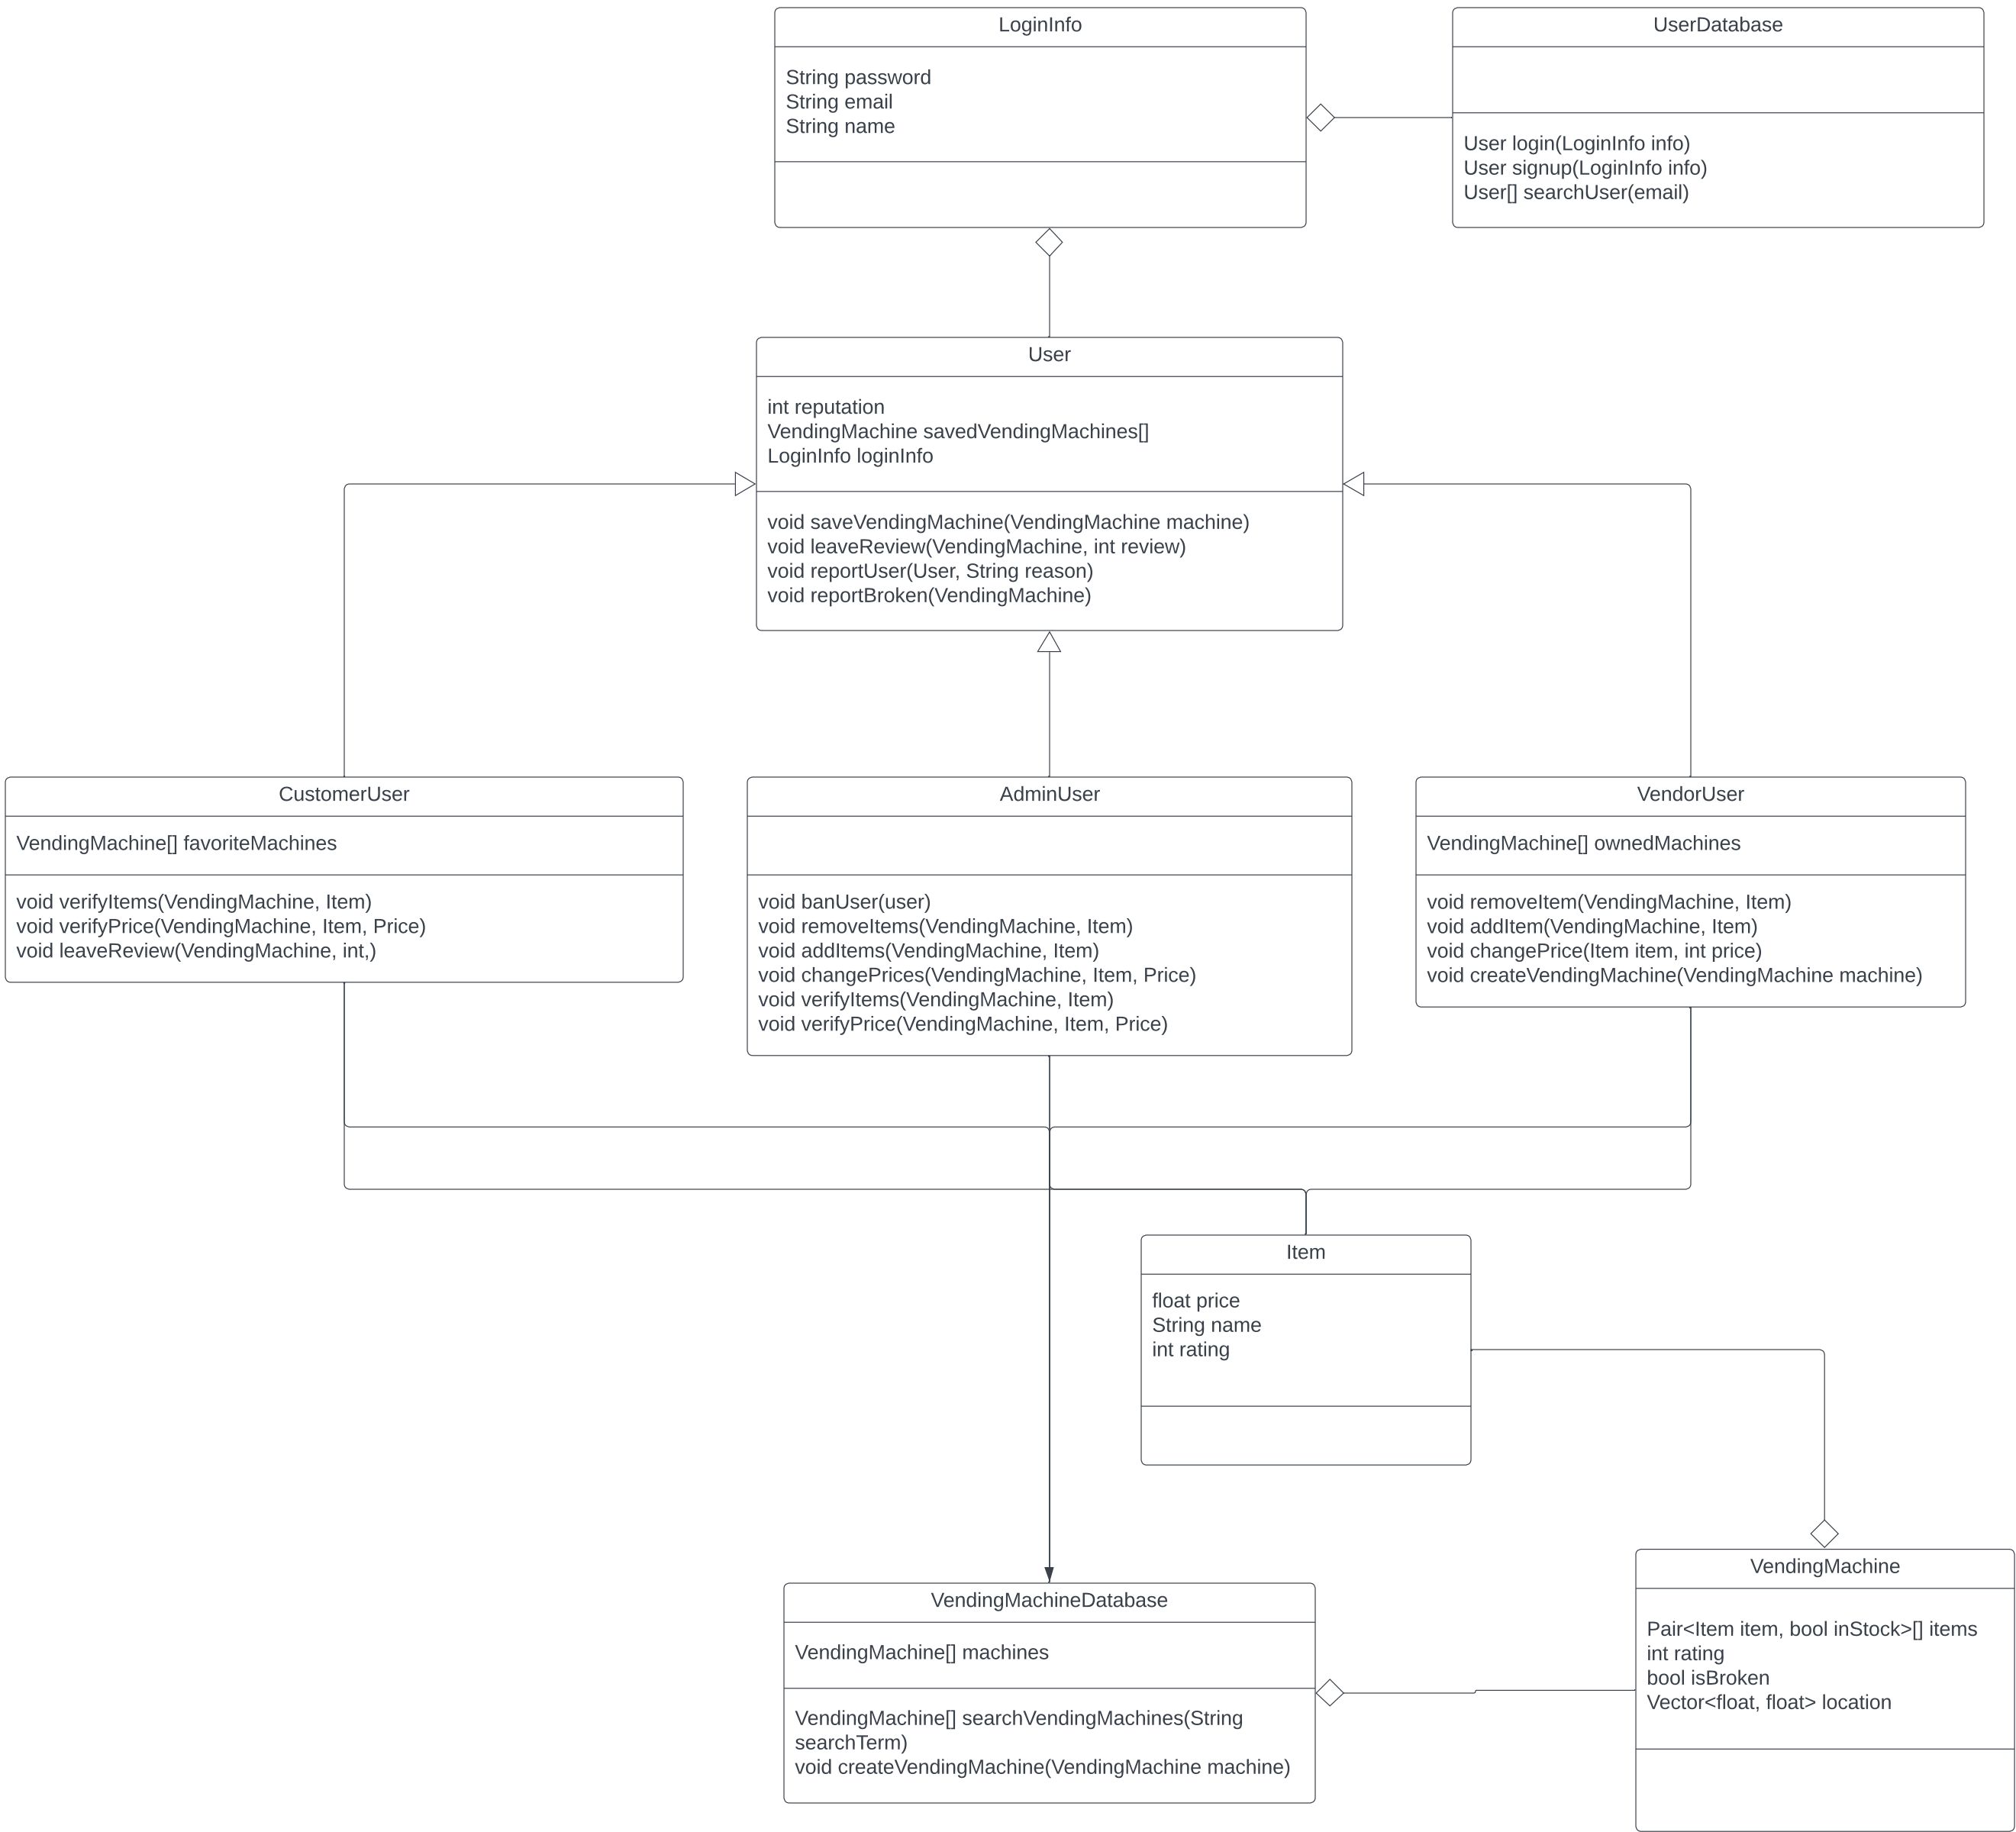 LoginInfo
String password
String email
String name
UserDatabase
User login(LoginInfo info)
User signup(LoginInfo info)
User[] searchUser(email)
User
int reputation
VendingMachine savedVendingMachines[]
LoginInfo loginInfo
void saveVendingMachine(VendingMachine machine)
void leaveReview(VendingMachine, int review)
void reportUser(User, String reason)
void reportBroken(VendingMachine)
CustomerUser
VendingMachine[] favoriteMachines
void verifyItems(VendingMachine, Item)
void verifyPrice(VendingMachine, Item, Price)
void leaveReview(VendingMachine, int,)
AdminUser
void banUser(user)
void removeItems(VendingMachine, Item)
void addItems(VendingMachine, Item)
void changePrices(VendingMachine, Item, Price)
void verifyItems(VendingMachine, Item)
void verifyPrice(VendingMachine, Item, Price)
VendorUser
VendingMachine[] ownedMachines
void removeItem(VendingMachine, Item)
void addItem(VendingMachine, Item)
void changePrice(Item item, int price)
void createVendingMachine(VendingMachine machine)
Item
float price
String name
int rating
VendingMachineDatabase
VendingMachine[] machines
VendingMachine[] searchVendingMachines(String
searchTerm)
void createVendingMachine(VendingMachine machine)
VendingMachine
Pair<Item item, bool inStock>[] items
int rating
bool isBroken
Vector<float, float> location